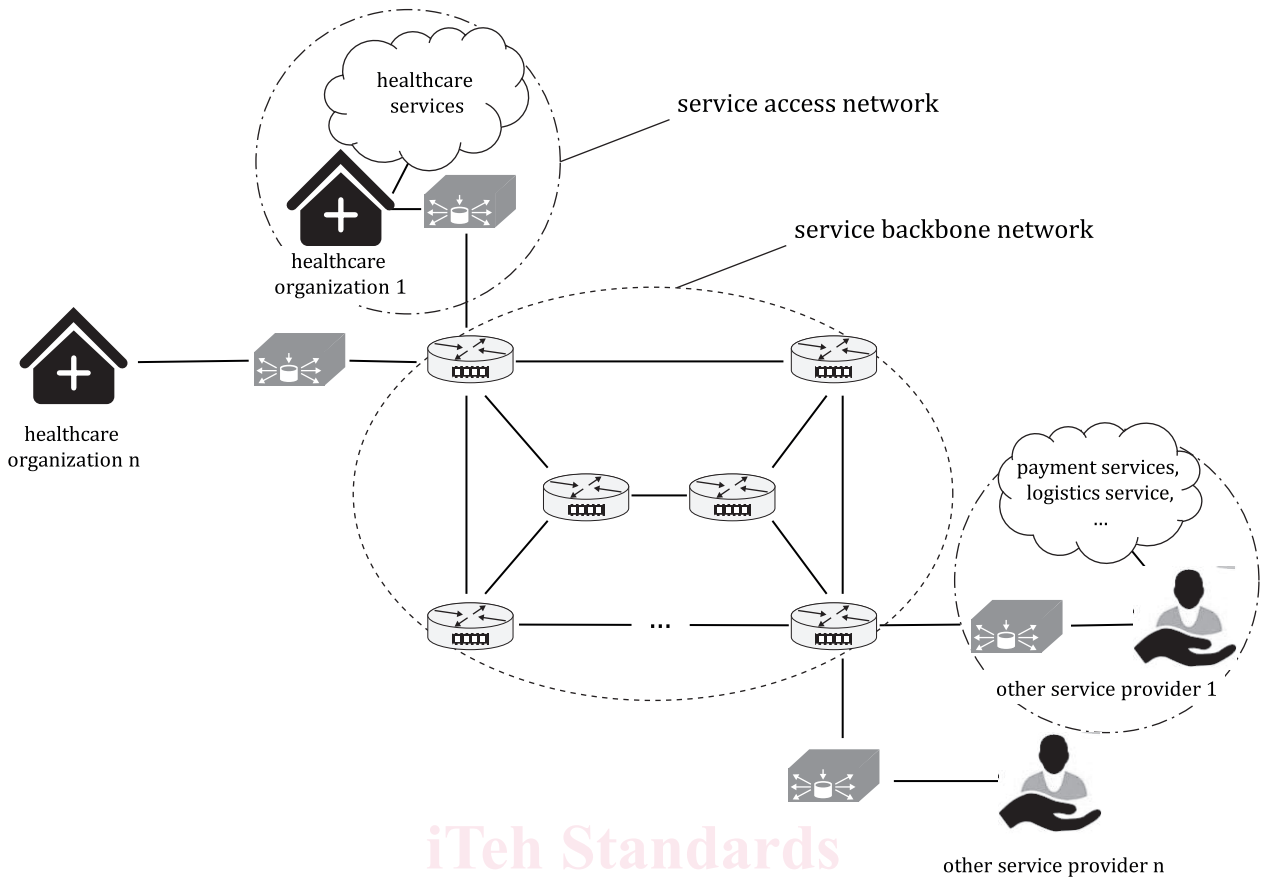 healthcare
services
service access network
service backbone network
healthcare
organization 1
healthcare
organization n
payment services,
logistics service,
...
...
other service provider 1
other service provider n
iTeh Standards